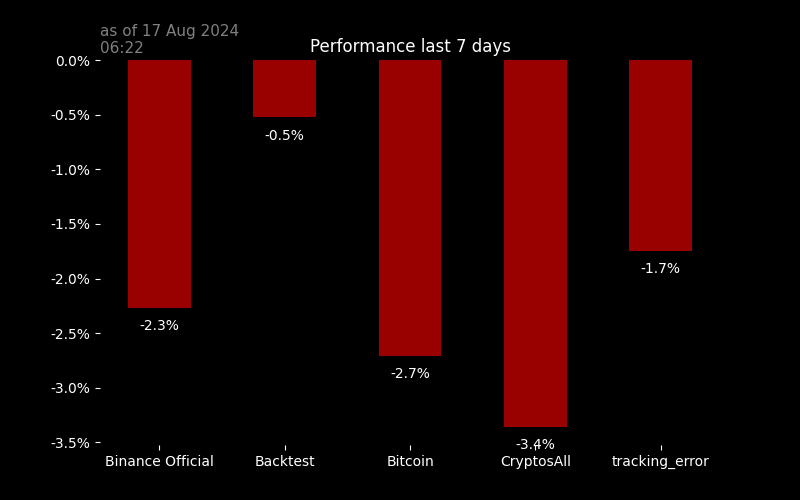 as of 17 Aug 2024
06:22
Performance last 7 days
0.0%
-0.5%
-1.0%
-1.5%
-2.0%
-2.5%
-3.0%
-3.5%
-2.3%
-0.5%
-2.7%
-3.4%
-1.7%
Binance Official
Backtest
Bitcoin
CryptosAll
tracking_error